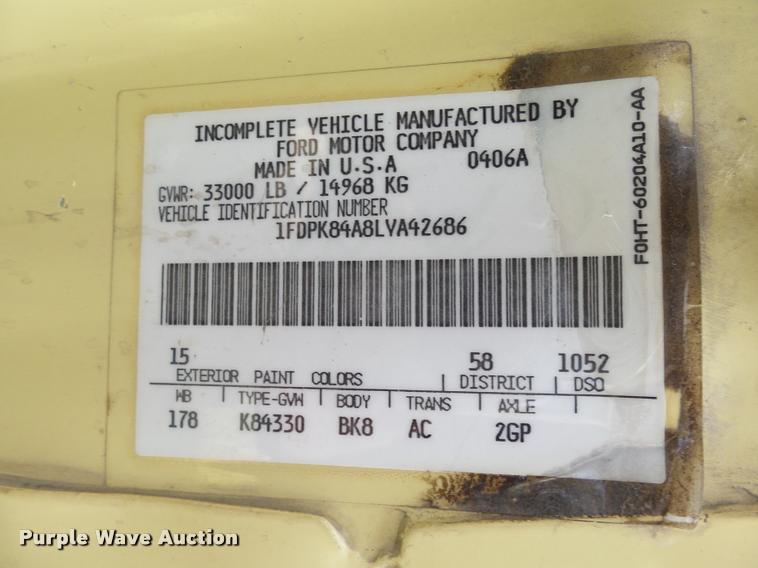 INCOMPLETE VEHICLE MANUFACTURED BY
FORD MOTOR COMPANY
MADE IN U.S.A 0406A
GVWR: 33000 LB / 14968 KG
VEHICLE IDENTIFICATION NUMBER
1FDPK84A8LVA42686
F0HT-60204A10-AA
15 58 1052
EXTERIOR PAINT COLORS DISTRICT DSO
WB TYPE-GVW BODY TRANS AXLE
178 K84330 BK8 AC 2GP
Purple Wave Auction